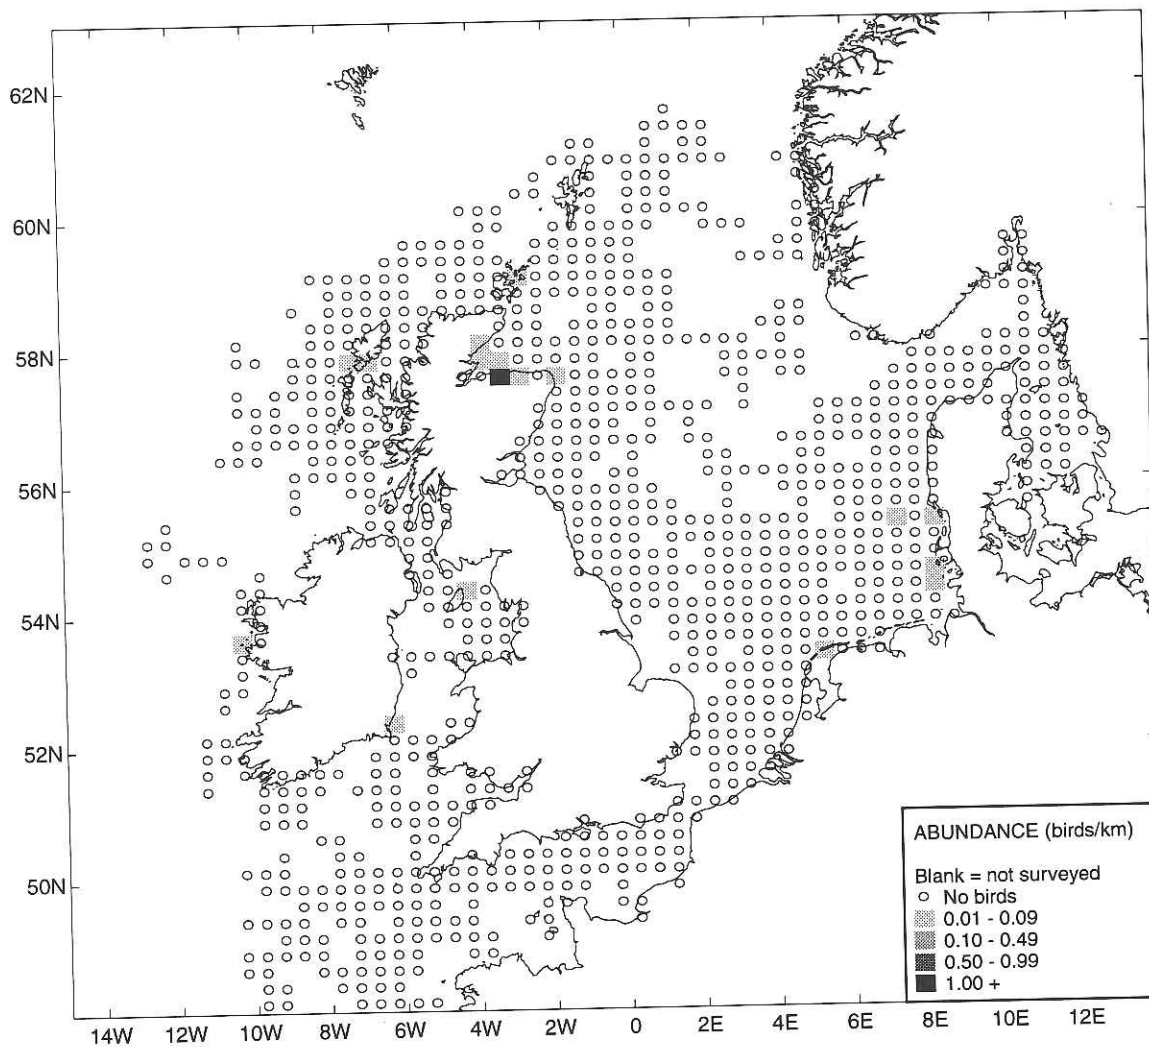 62N
60N
58N
56N
54N
52N
50N
14W 12W 10W 8W 6W 4W 2W 0 2E 4E 6E 8E 10E 12E
ABUNDANCE (birds/km)
Blank = not surveyed
No birds
0.01 - 0.09
0.10 - 0.49
0.50 - 0.99
1.00 +